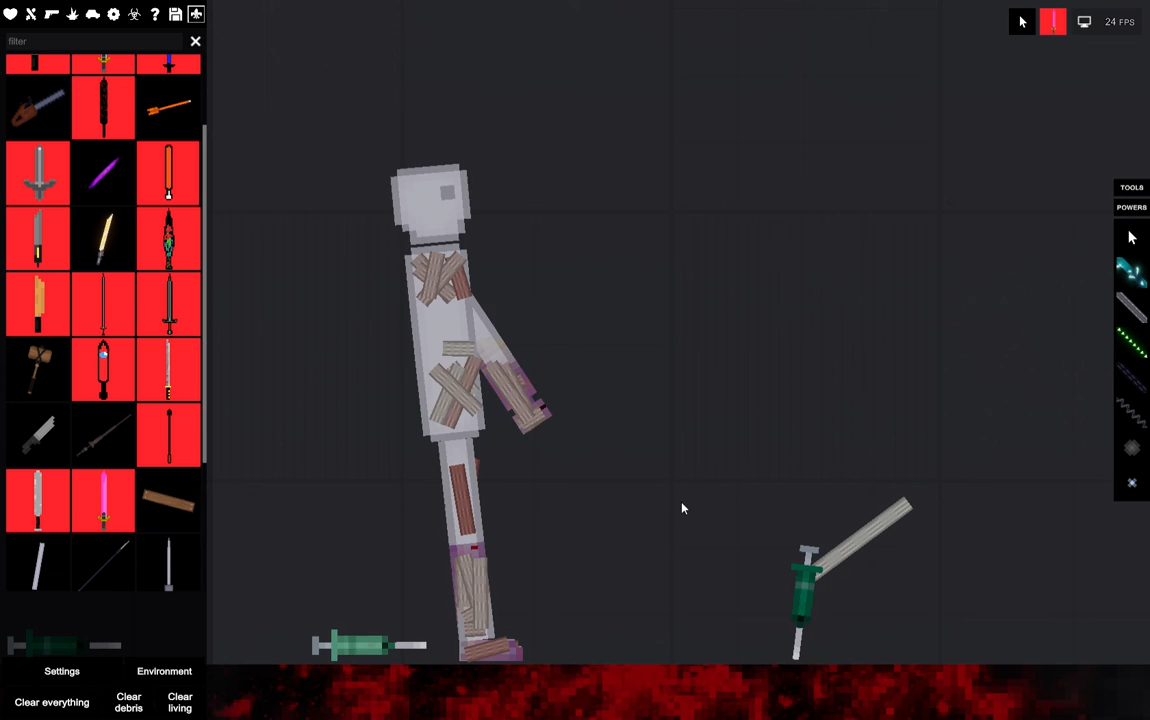 ?
24 FPS
filter
TOOLS
POWERS
Settings
Environment
Clear everything
Clear debris
Clear living